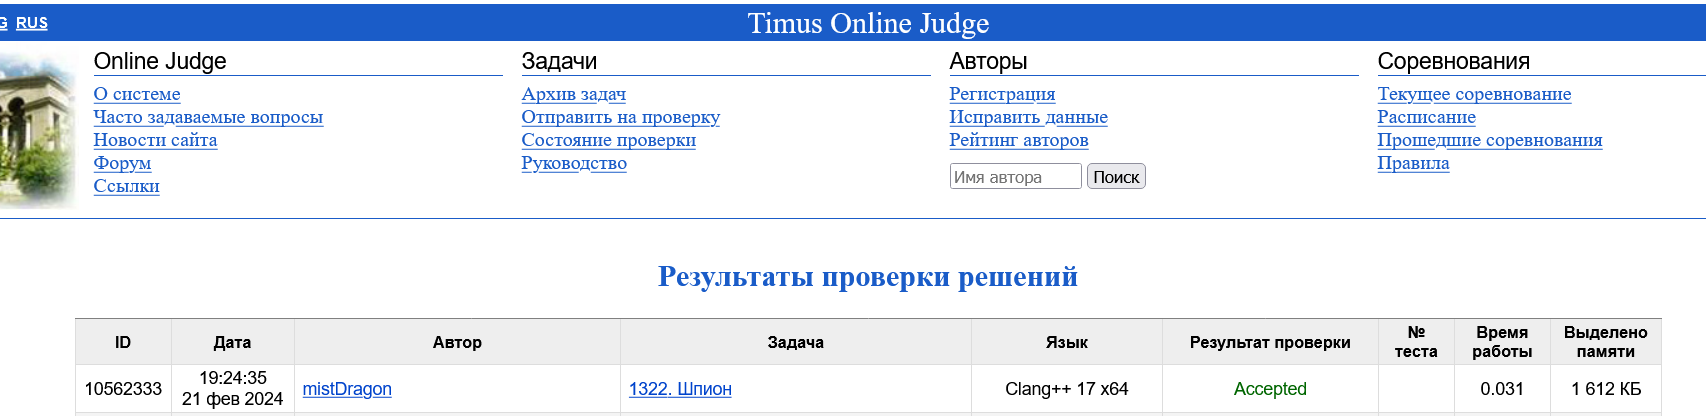 G RUS
Timus Online Judge
Online Judge
О системе
Часто задаваемые вопросы
Новости сайта
Форум
Ссылки
Задачи
Архив задач
Отправить на проверку
Состояние проверки
Руководство
Авторы
Регистрация
Исправить данные
Рейтинг авторов
Имя автора Поиск
Соревнования
Текущее соревнование
Расписание
Прошедшие соревнования
Правила
Результаты проверки решений
ID Дата Автор Задача Язык Результат проверки № теста Время работы Выделено памяти
10562333 19:24:35 21 фев 2024 mistDragon 1322. Шпион Clang++ 17 x64 Accepted 0.031 1 612 КБ